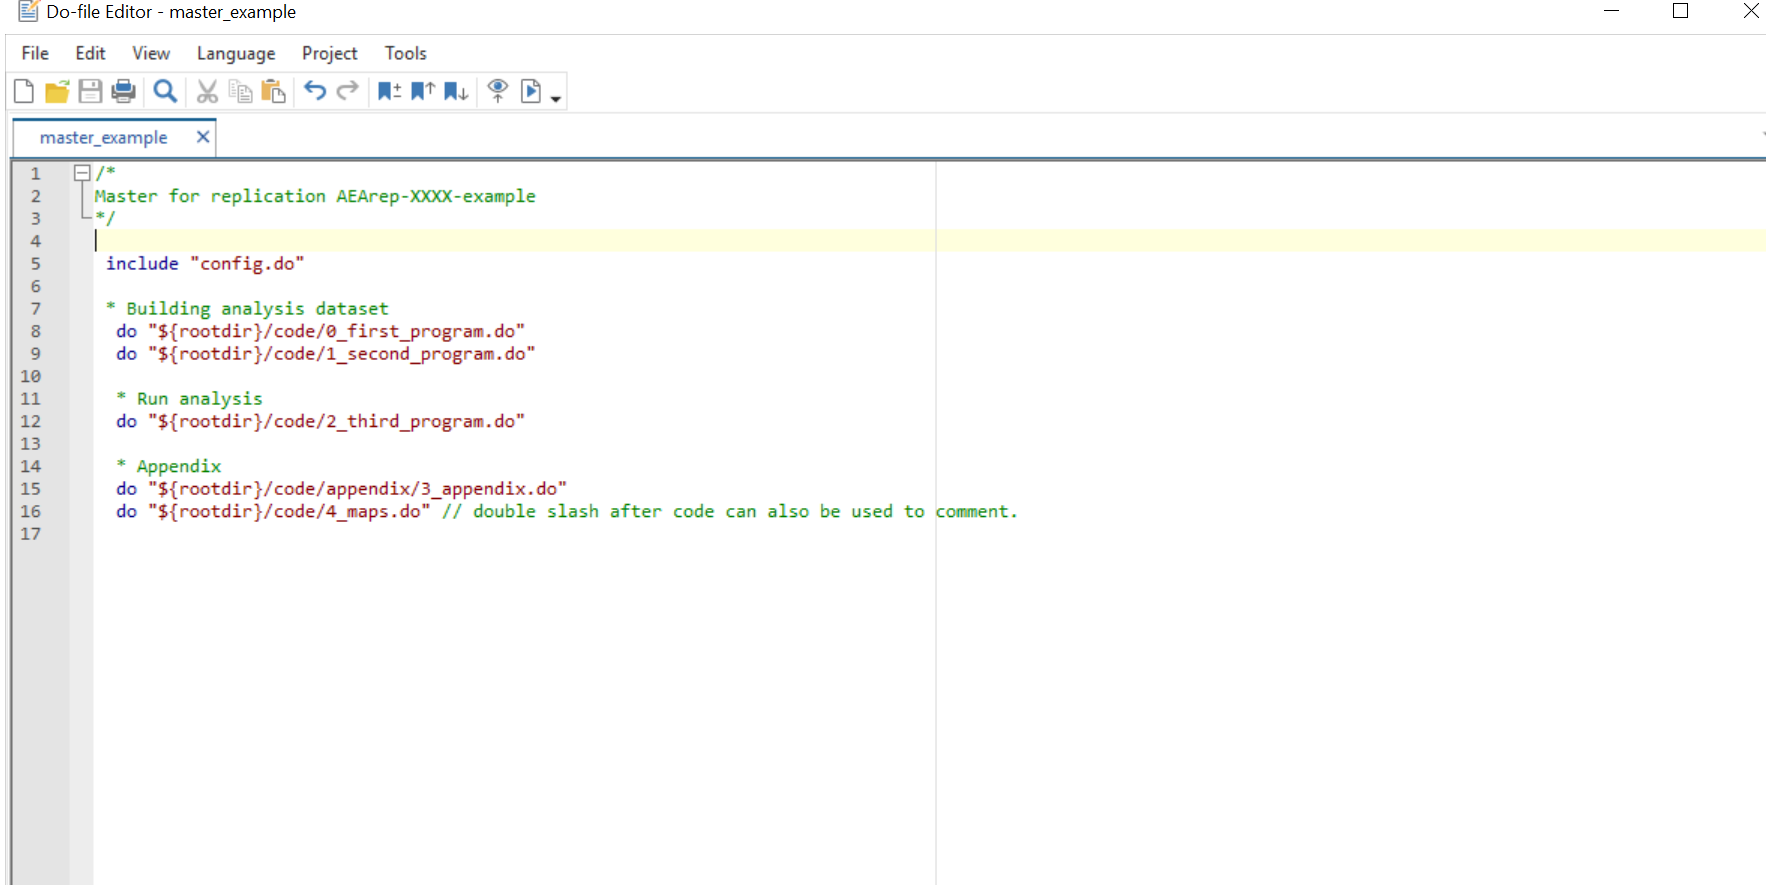 Do-file Editor - master_example
File Edit View Language Project Tools
master_example
1 /*
2 Master for replication AEArep-XXXX-example
3 */
4
5 include "config.do"
6
7 * Building analysis dataset
8 do "${rootdir}/code/0_first_program.do"
9 do "${rootdir}/code/1_second_program.do"
10
11 * Run analysis
12 do "${rootdir}/code/2_third_program.do"
13
14 * Appendix
15 do "${rootdir}/code/appendix/3_appendix.do"
16 do "${rootdir}/code/4_maps.do" // double slash after code can also be used to comment.
17